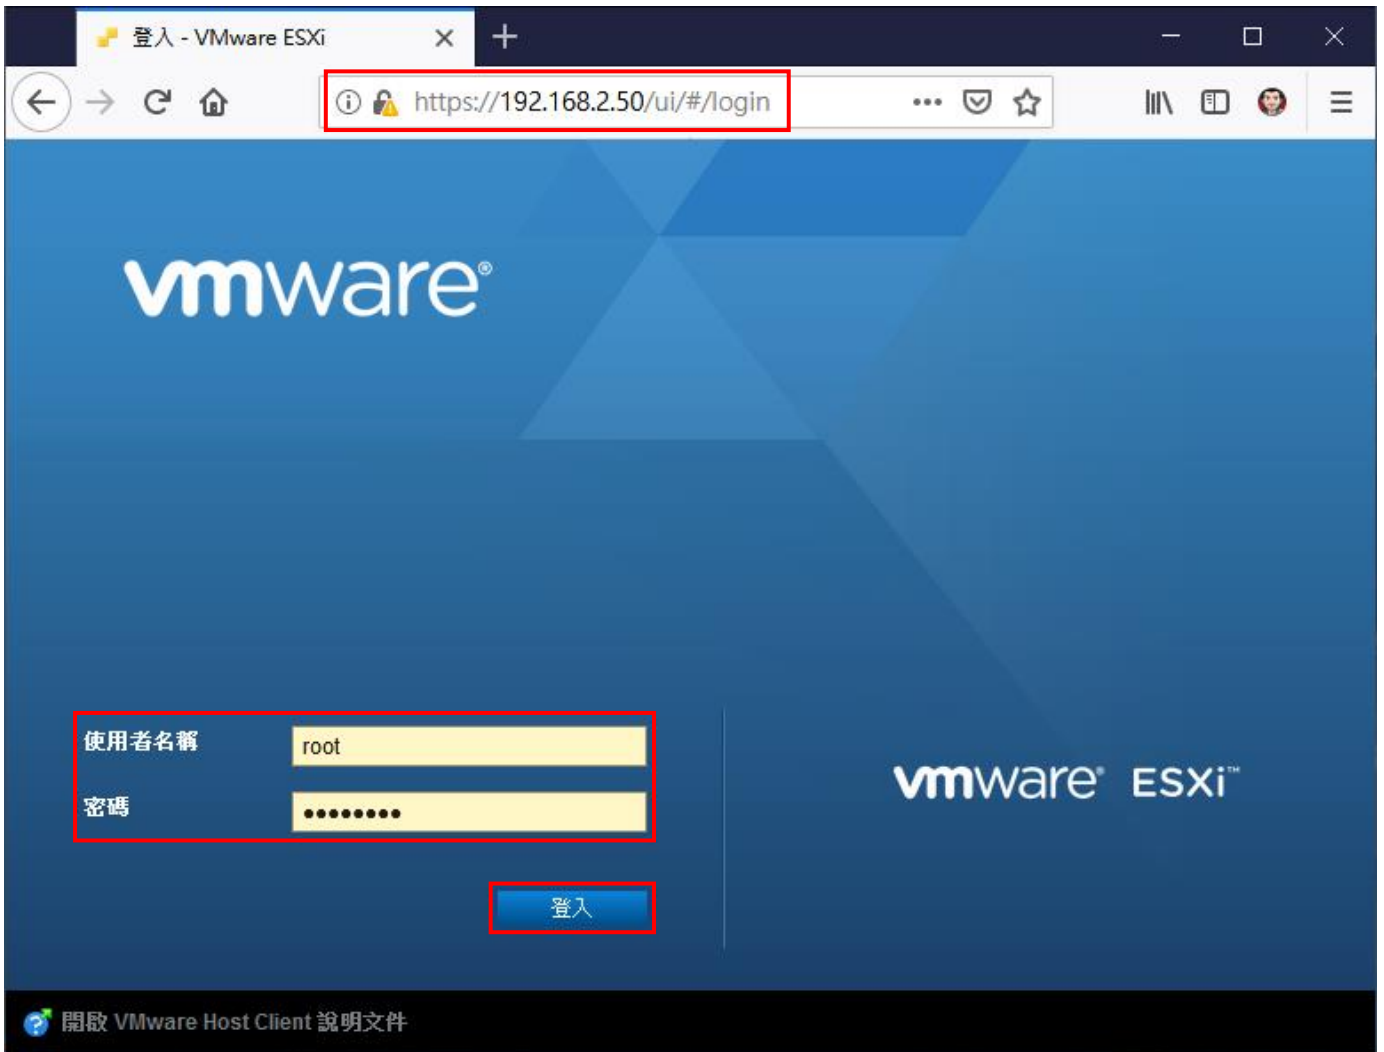 登入 - VMware ESXi
https://192.168.2.50/ui/#/login
vmware®
使用者名稱 root
密碼 ••••••••
登入
vmware® ESXi™
開啟 VMware Host Client 說明文件